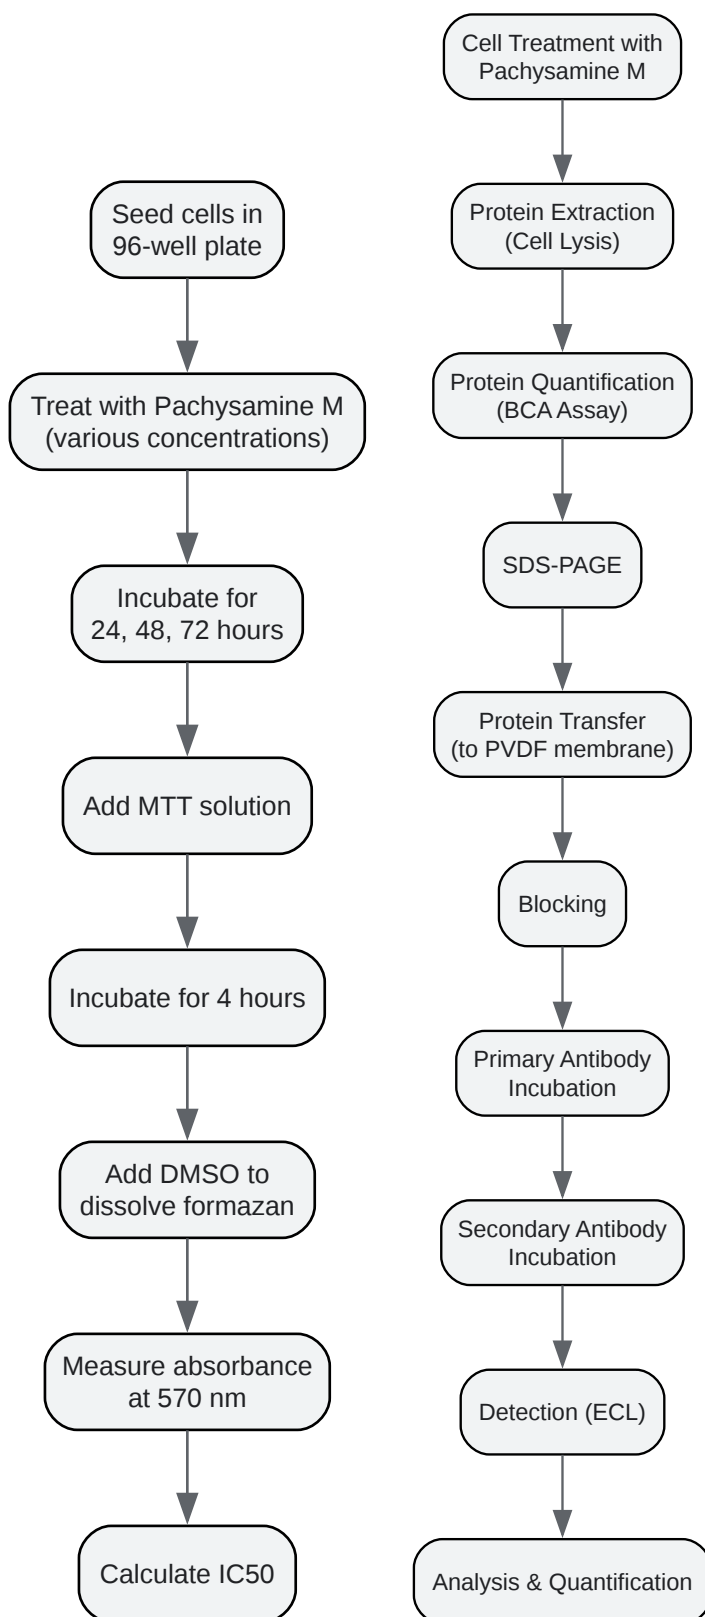 Seed cells in
96-well plate
Treat with Pachysamine M
(various concentrations)
Incubate for
24, 48, 72 hours
Add MTT solution
Incubate for 4 hours
Add DMSO to
dissolve formazan
Measure absorbance
at 570 nm
Calculate IC50
Cell Treatment with
Pachysamine M
Protein Extraction
(Cell Lysis)
Protein Quantification
(BCA Assay)
SDS-PAGE
Protein Transfer
(to PVDF membrane)
Blocking
Primary Antibody
Incubation
Secondary Antibody
Incubation
Detection (ECL)
Analysis & Quantification